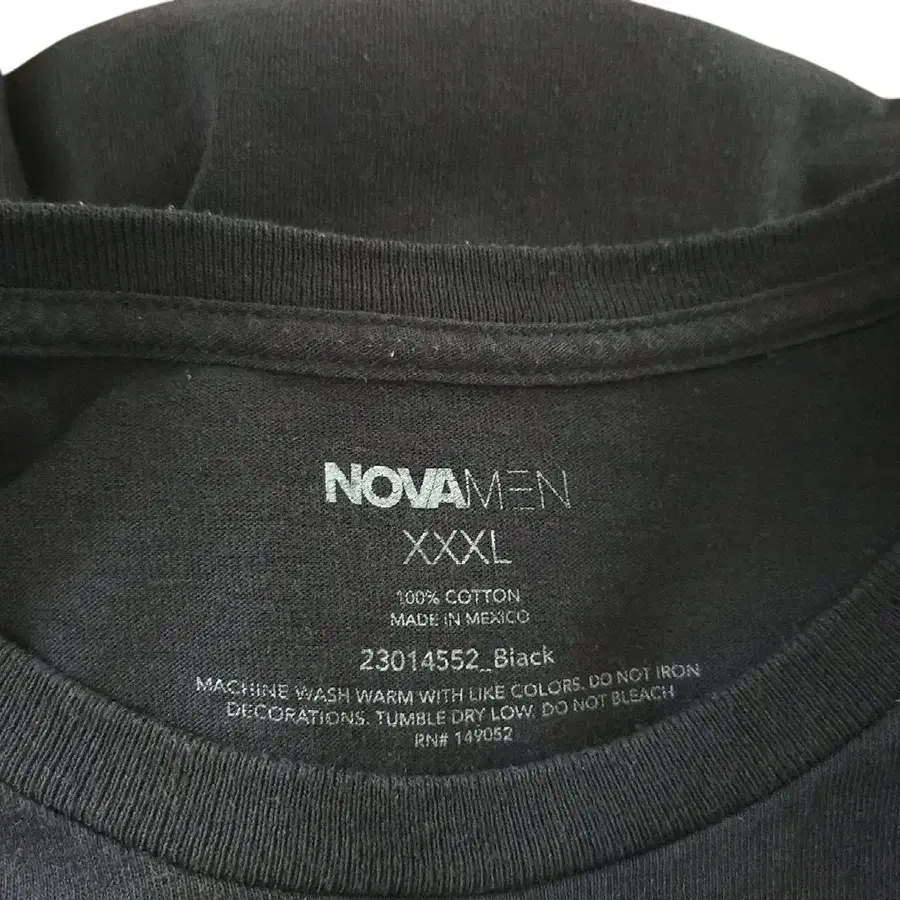 NOVAMEN
XXXL
100% COTTON
MADE IN MEXICO
23014552_Black
MACHINE WASH WARM WITH LIKE COLORS. DO NOT IRON
DECORATIONS. TUMBLE DRY LOW. DO NOT BLEACH
RN# 149052